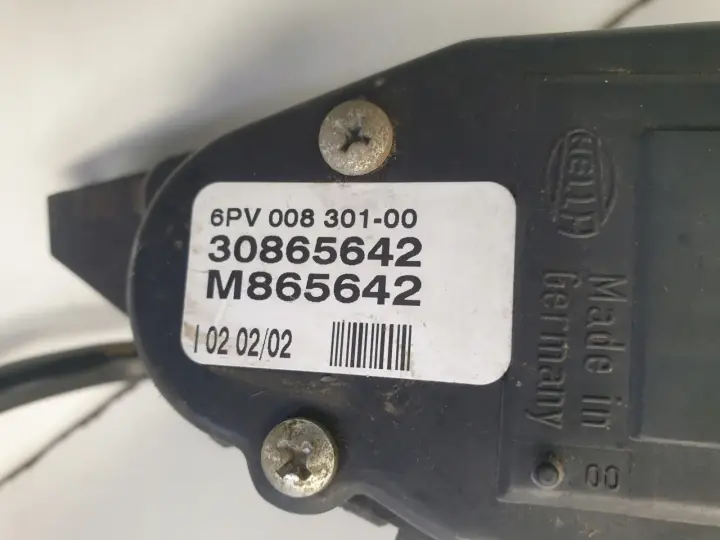 6PV 008 301-00
30865642
M865642
I 02 02/02
HELLA
Made in
Germany
00